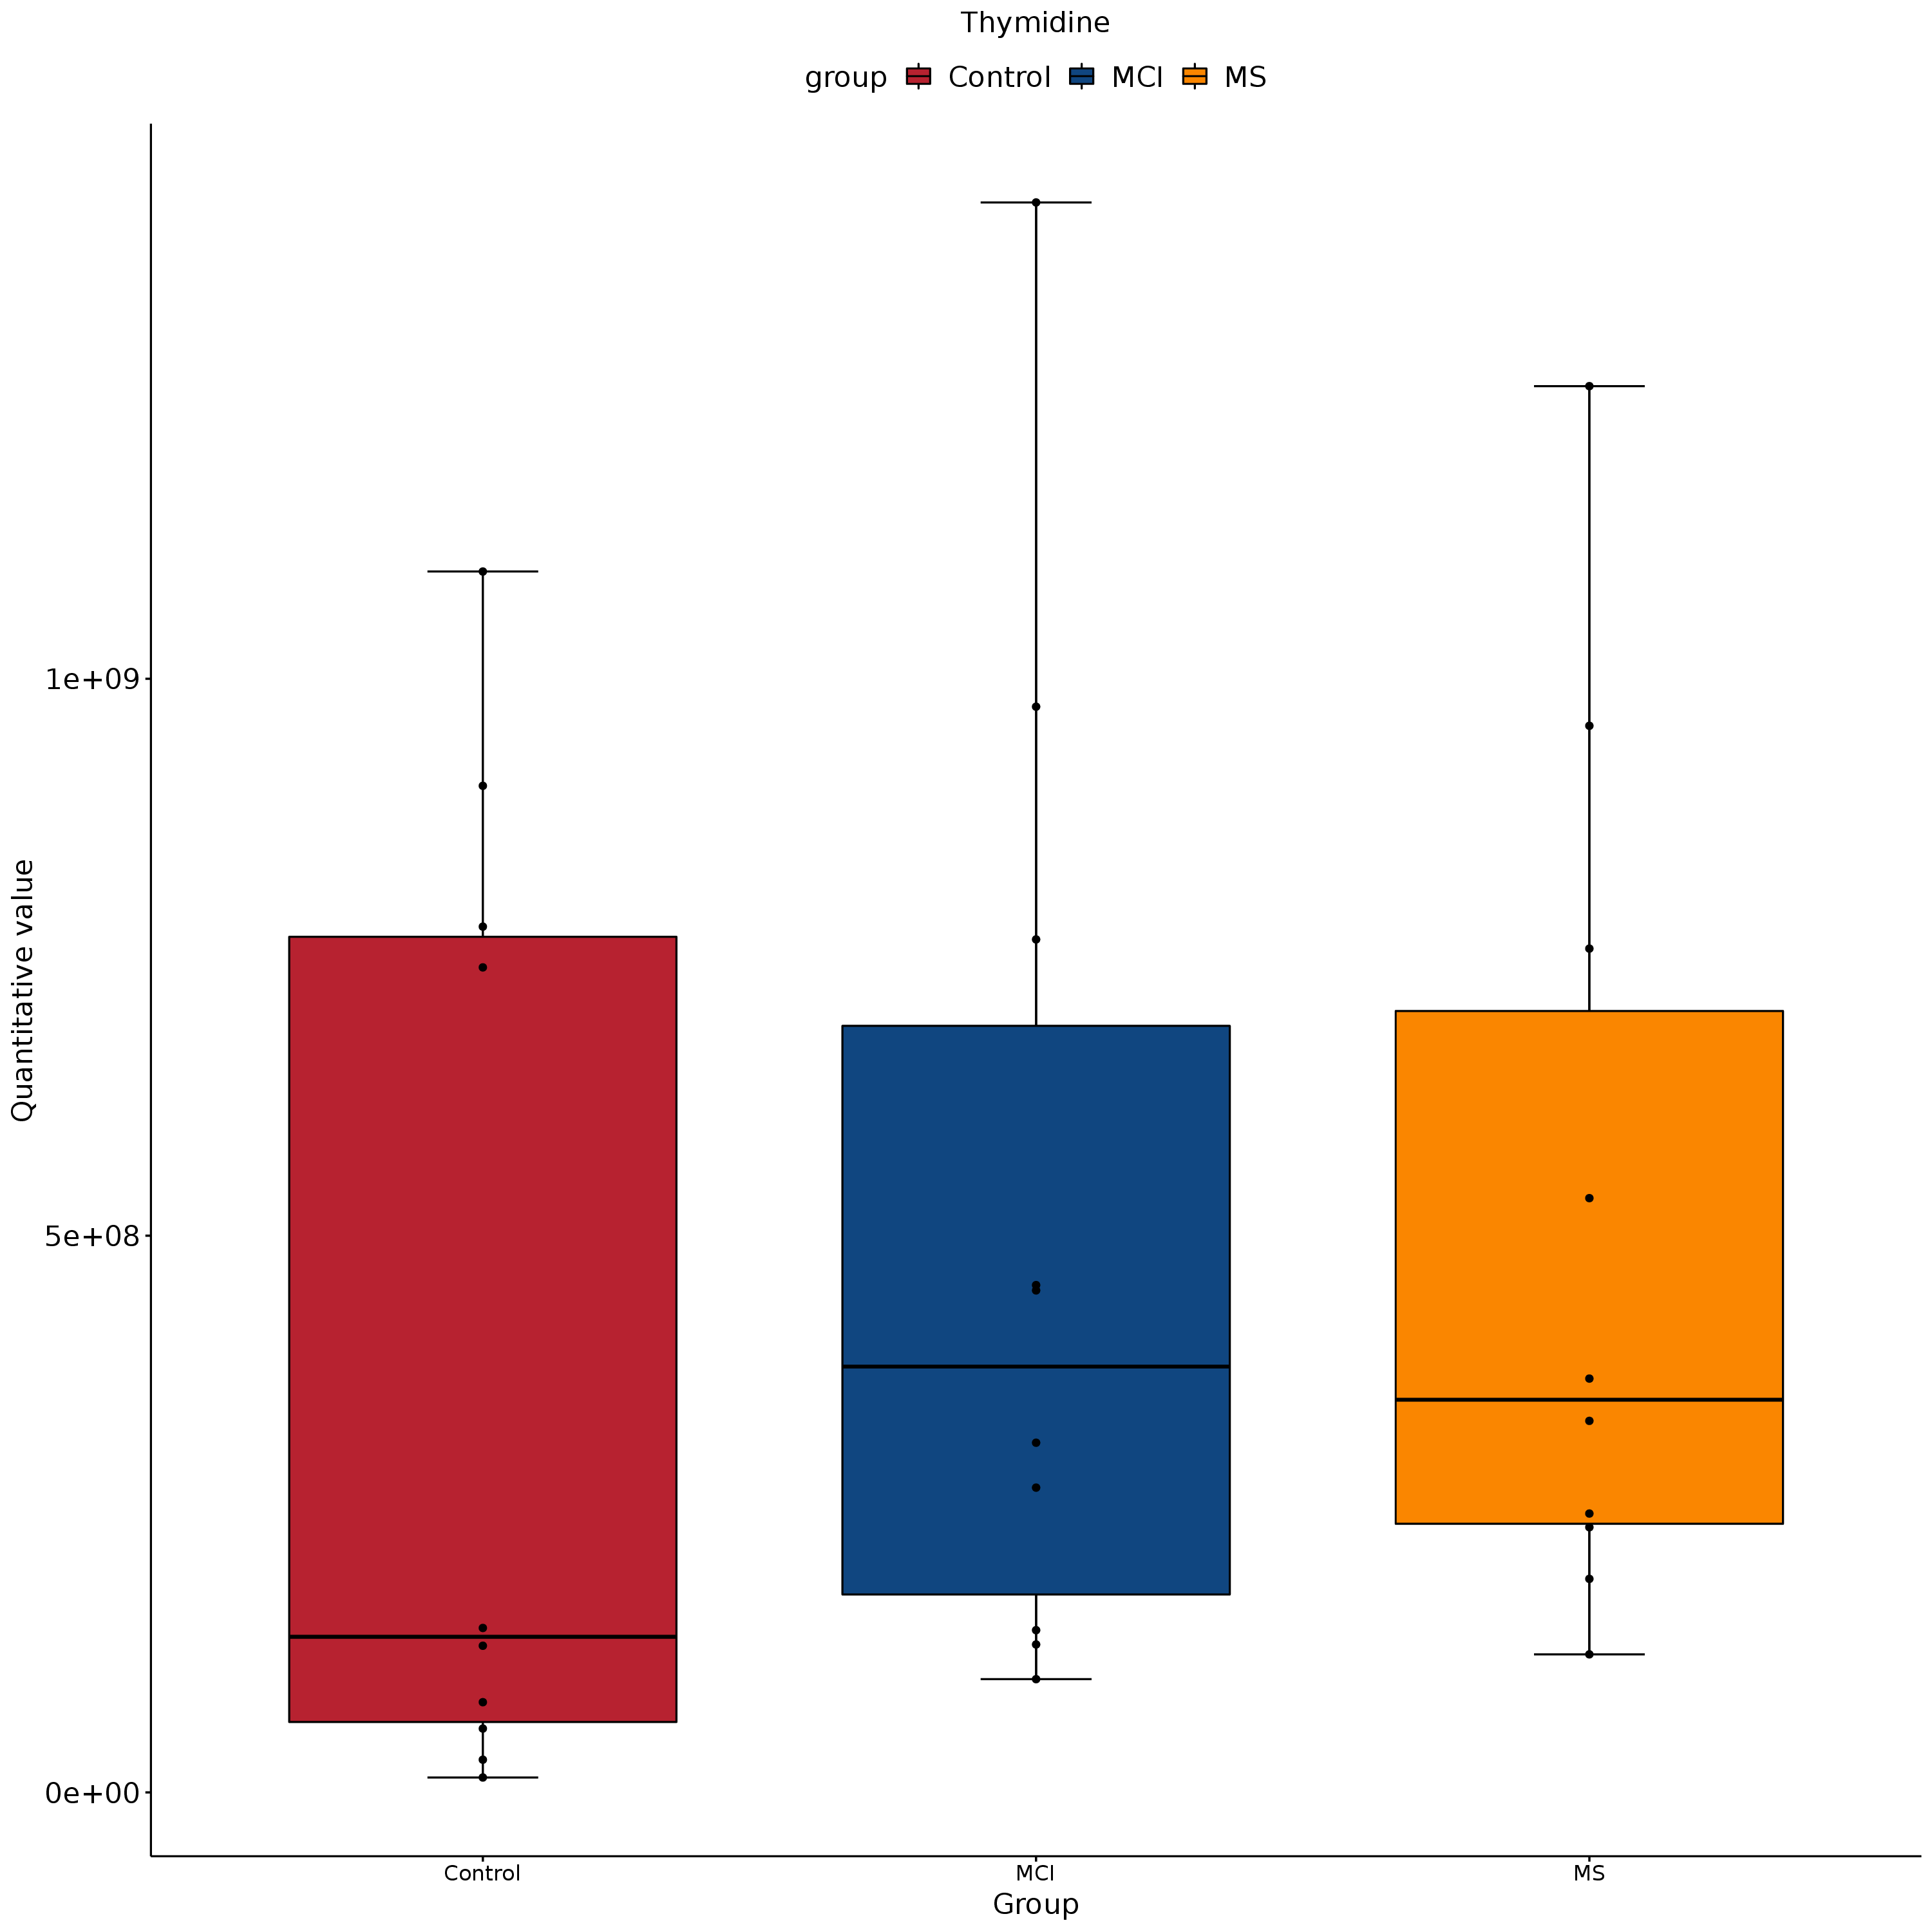 Thymidine
group Control MCI MS
Quantitative value
1e+09
5e+08
0e+00
Control MCI MS
Group